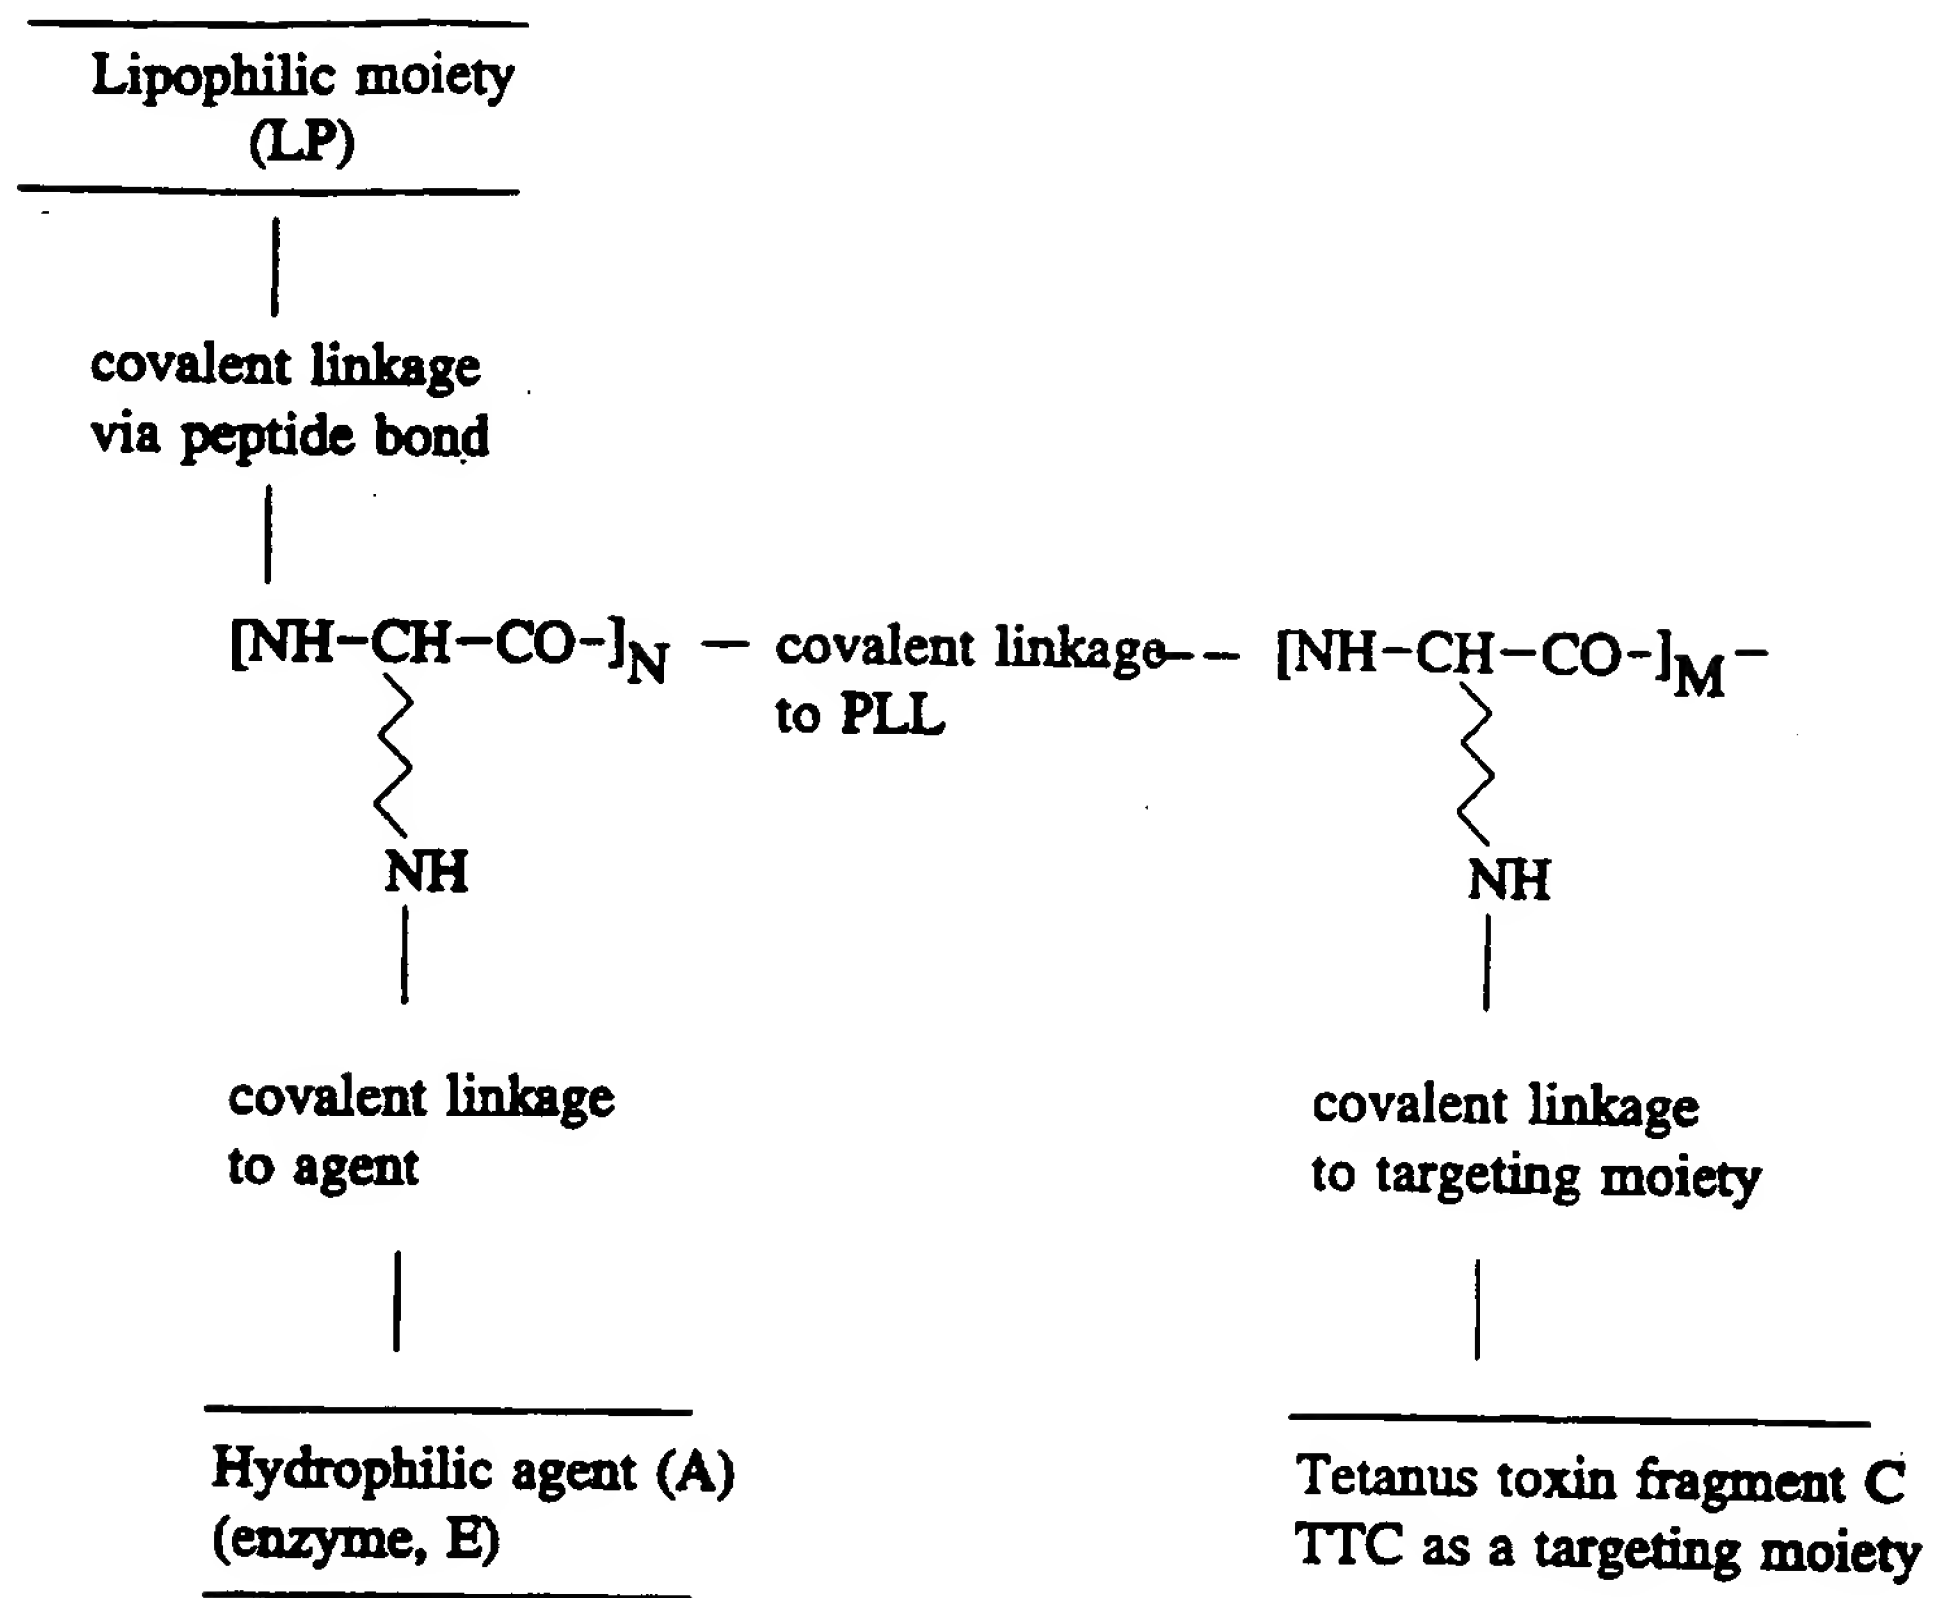 Lipophilic moiety
(LP)
covalent linkage
via peptide bond
[NH-CH-CO-]N — covalent linkage-- [NH-CH-CO-]M-
to PLL
NH
NH
covalent linkage
to agent
covalent linkage
to targeting moiety
Hydrophilic agent (A)
(enzyme, E)
Tetanus toxin fragment C
TTC as a targeting moiety